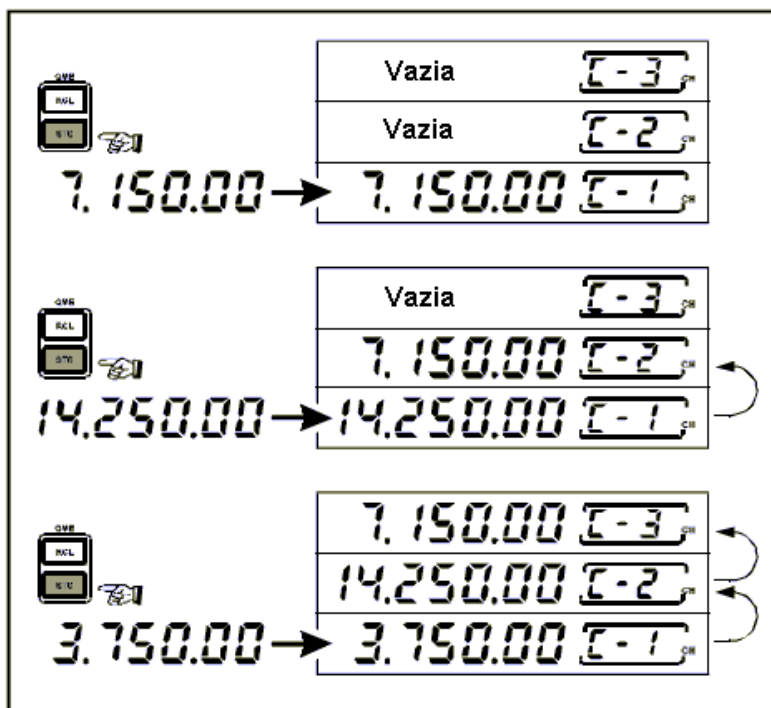 Vazia C-3 CH
QMB
RCL
Vazia C-2 CH
STO
7.150.00 7.150.00 C-1 CH
Vazia C-3 CH
QMB
RCL
7.150.00 C-2 CH
STO
14.250.00 14.250.00 C-1 CH
7.150.00 C-3 CH
QMB
RCL
14.250.00 C-2 CH
STO
3.750.00 3.750.00 C-1 CH